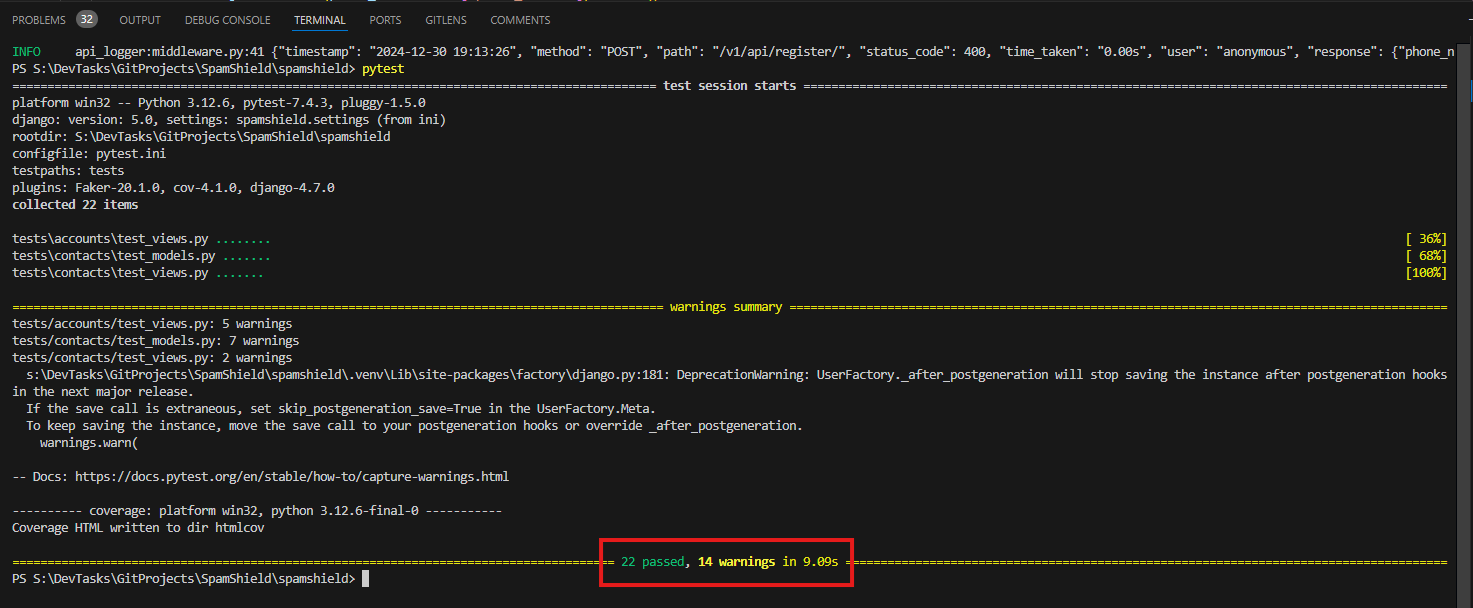 PROBLEMS 32 OUTPUT DEBUG CONSOLE TERMINAL PORTS GITLENS COMMENTS
INFO     api_logger:middleware.py:41 {"timestamp": "2024-12-30 19:13:26", "method": "POST", "path": "/v1/api/register/", "status_code": 400, "time_taken": "0.00s", "user": "anonymous", "response": {"phone_n
PS S:\DevTasks\GitProjects\SpamShield\spamshield> pytest
============================================================================================ test session starts ============================================================================================
platform win32 -- Python 3.12.6, pytest-7.4.3, pluggy-1.5.0
django: version: 5.0, settings: spamshield.settings (from ini)
rootdir: S:\DevTasks\GitProjects\SpamShield\spamshield
configfile: pytest.ini
testpaths: tests
plugins: Faker-20.1.0, cov-4.1.0, django-4.7.0
collected 22 items
tests\accounts\test_views.py ........ [ 36%]
tests\contacts\test_models.py ....... [ 68%]
tests\contacts\test_views.py ....... [100%]
============================================================================================= warnings summary ==============================================================================================
tests/accounts/test_views.py: 5 warnings
tests/contacts/test_models.py: 7 warnings
tests/contacts/test_views.py: 2 warnings
  s:\DevTasks\GitProjects\SpamShield\spamshield\.venv\Lib\site-packages\factory\django.py:181: DeprecationWarning: UserFactory._after_postgeneration will stop saving the instance after postgeneration hooks
in the next major release.
  If the save call is extraneous, set skip_postgeneration_save=True in the UserFactory.Meta.
  To keep saving the instance, move the save call to your postgeneration hooks or override _after_postgeneration.
    warnings.warn(
-- Docs: https://docs.pytest.org/en/stable/how-to/capture-warnings.html
---------- coverage: platform win32, python 3.12.6-final-0 -----------
Coverage HTML written to dir htmlcov
====================================================================================== 22 passed, 14 warnings in 9.09s ======================================================================================
PS S:\DevTasks\GitProjects\SpamShield\spamshield>